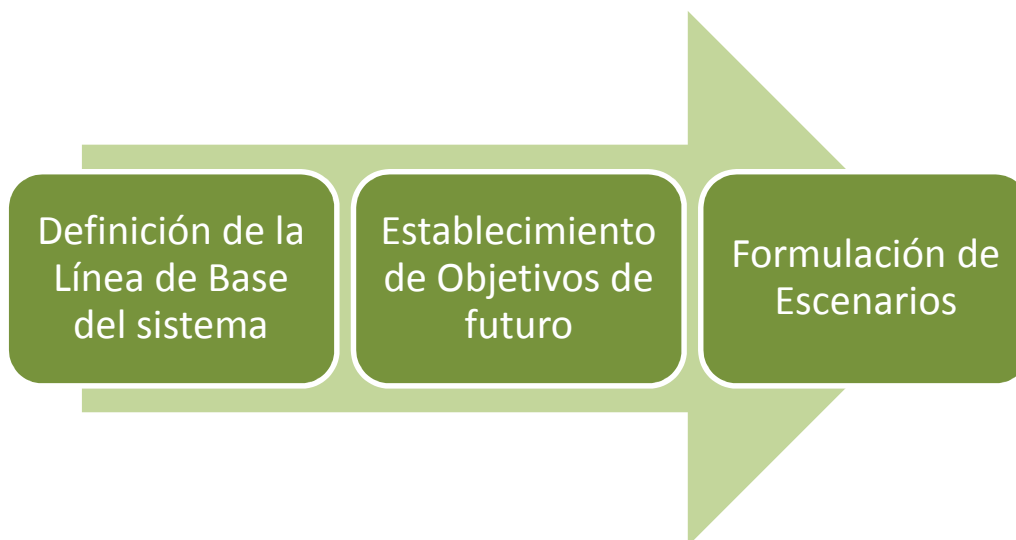 Definición de la
Línea de Base
del sistema
Establecimiento
de Objetivos de
futuro
Formulación de
Escenarios